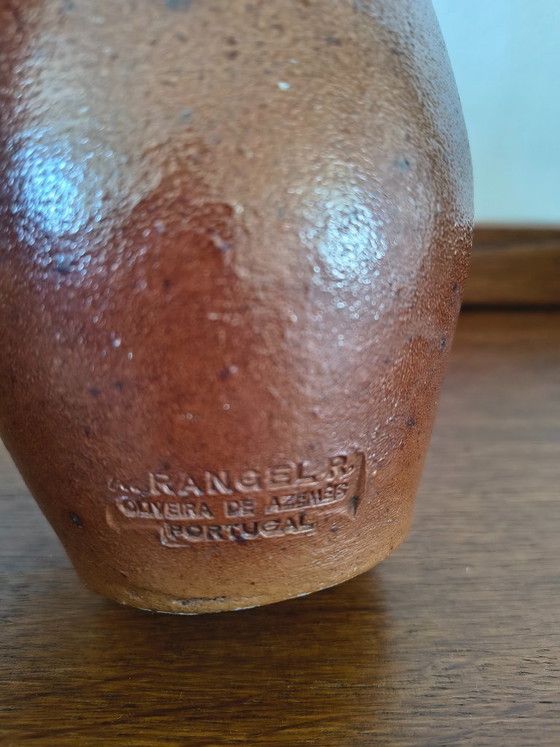 RANGEL R.
OLIVEIRA DE AZEMEIS
PORTUGAL